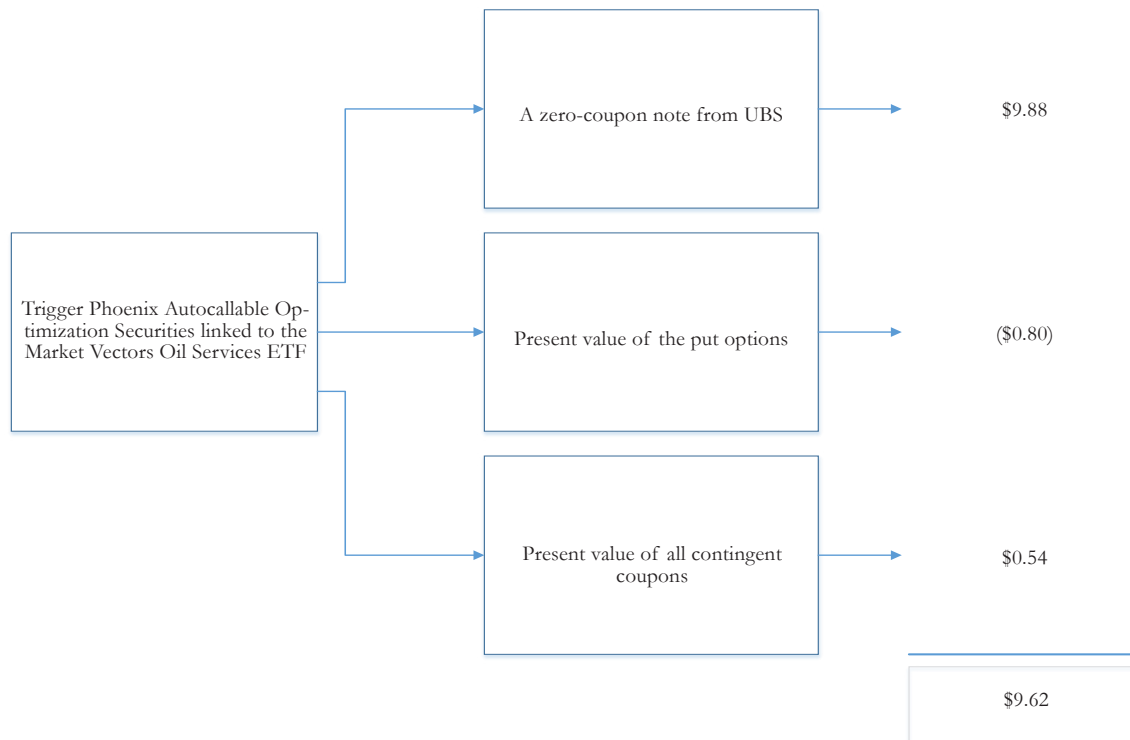 A zero-coupon note from UBS
$9.88
Trigger Phoenix Autocallable Op-
timization Securities linked to the
Market Vectors Oil Services ETF
Present value of the put options
($0.80)
Present value of all contingent
coupons
$0.54
$9.62